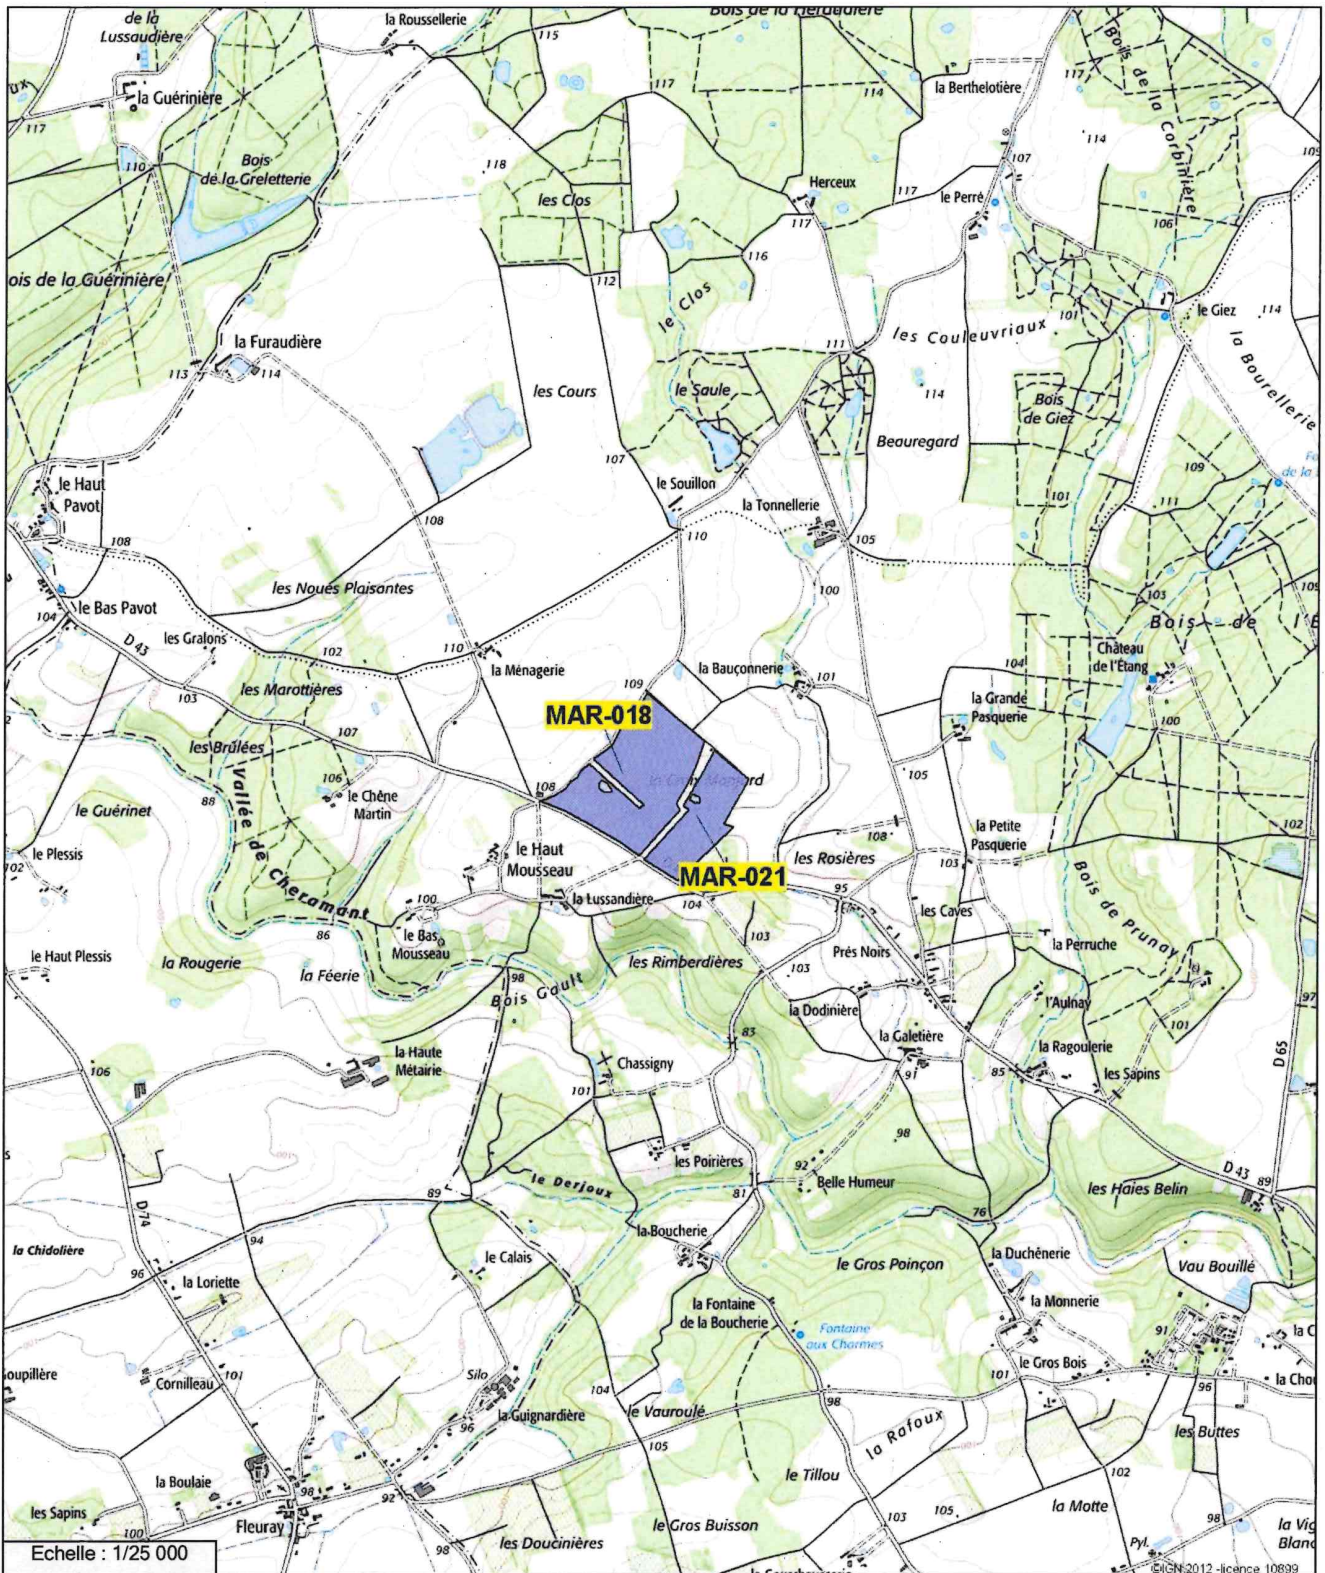 de la
Lussaudière
la Roussellerie
115
Bois de la Héraudière
117
114
la Berthelotière
117
Bois de la Corbinière
la Guérinière
117
110
Bois
de la Greletterie
118
les Clos
Herceux
117
117
le Perré
107
114
109
106
116
ois de la Guérinière
112
le Clos
les Couleuvriaux
101
le Giez
114
la Bourellerie
la Furaudière
113
114
111
les Cours
le Saule
114
Bois
de Giez
Beauregard
107
109
111
101
le Haut
Pavot
le Souillon
la Tonnellerie
108
110
105
108
les Noues Plaisantes
100
103
109
le Bas Pavot
104
D 43
les Gralons
102
110
la Ménagerie
la Bauçonnerie
101
104
Bois de l'E
Château
de l'Étang
les Marottières
103
109
MAR-018
la Grande
Pasquerie
100
les Brûlées
107
105
88
Vallée de Cheramant
106
le Chêne
Martin
108
le Guérinet
102
le Plessis
102
le Haut
Mousseau
MAR-021
les Rosières
108
la Petite
Pasquerie
103
Bois de Prunay
100
la Lussandière
104
95
les Caves
86
le Bas
Mousseau
103
la Perruche
le Haut Plessis
la Rougerie
la Féerie
98
Bois Gault
les Rimberdières
103
Prés Noirs
l'Aulnay
101
97
la Dodinière
83
la Galetière
91
la Ragoulerie
85
les Sapins
D 65
la Haute
Métairie
106
Chassigny
101
98
les Poirières
92
Belle Humeur
D 43
89
les Haies Belin
le Derjoux
89
81
D 74
94
76
la Chidolière
la Boucherie
le Calais
le Gros Poinçon
la Duchênerie
Vau Bouillé
96
la Loriette
la Monnerie
la Fontaine
de la Boucherie
Fontaine
aux Charmes
91
oupillère
Cornilleau
101
Silo
104
le Gros Bois
101
96
la Guignardière
96
le Vauroulé
98
105
la Rafoux
les Buttes
la Boulaie
le Tillou
102
98
92
les Sapins
Fleuray
100
la Motte
105
le Gros Buisson
103
98
les Doucinières
98
Pyl.
Echelle : 1/25 000
©IGN 2012 -licence 10899